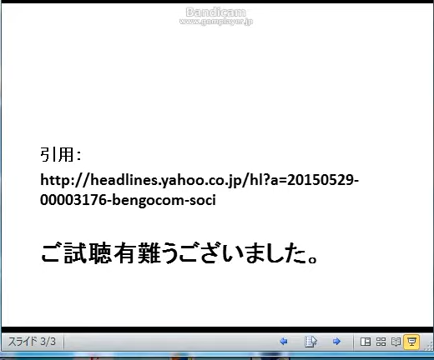 Bandicam
www.gomplayer.jp
引用：
http://headlines.yahoo.co.jp/hl?a=20150529-
00003176-bengocom-soci
ご試聴有難うございました。
スライド 3/3